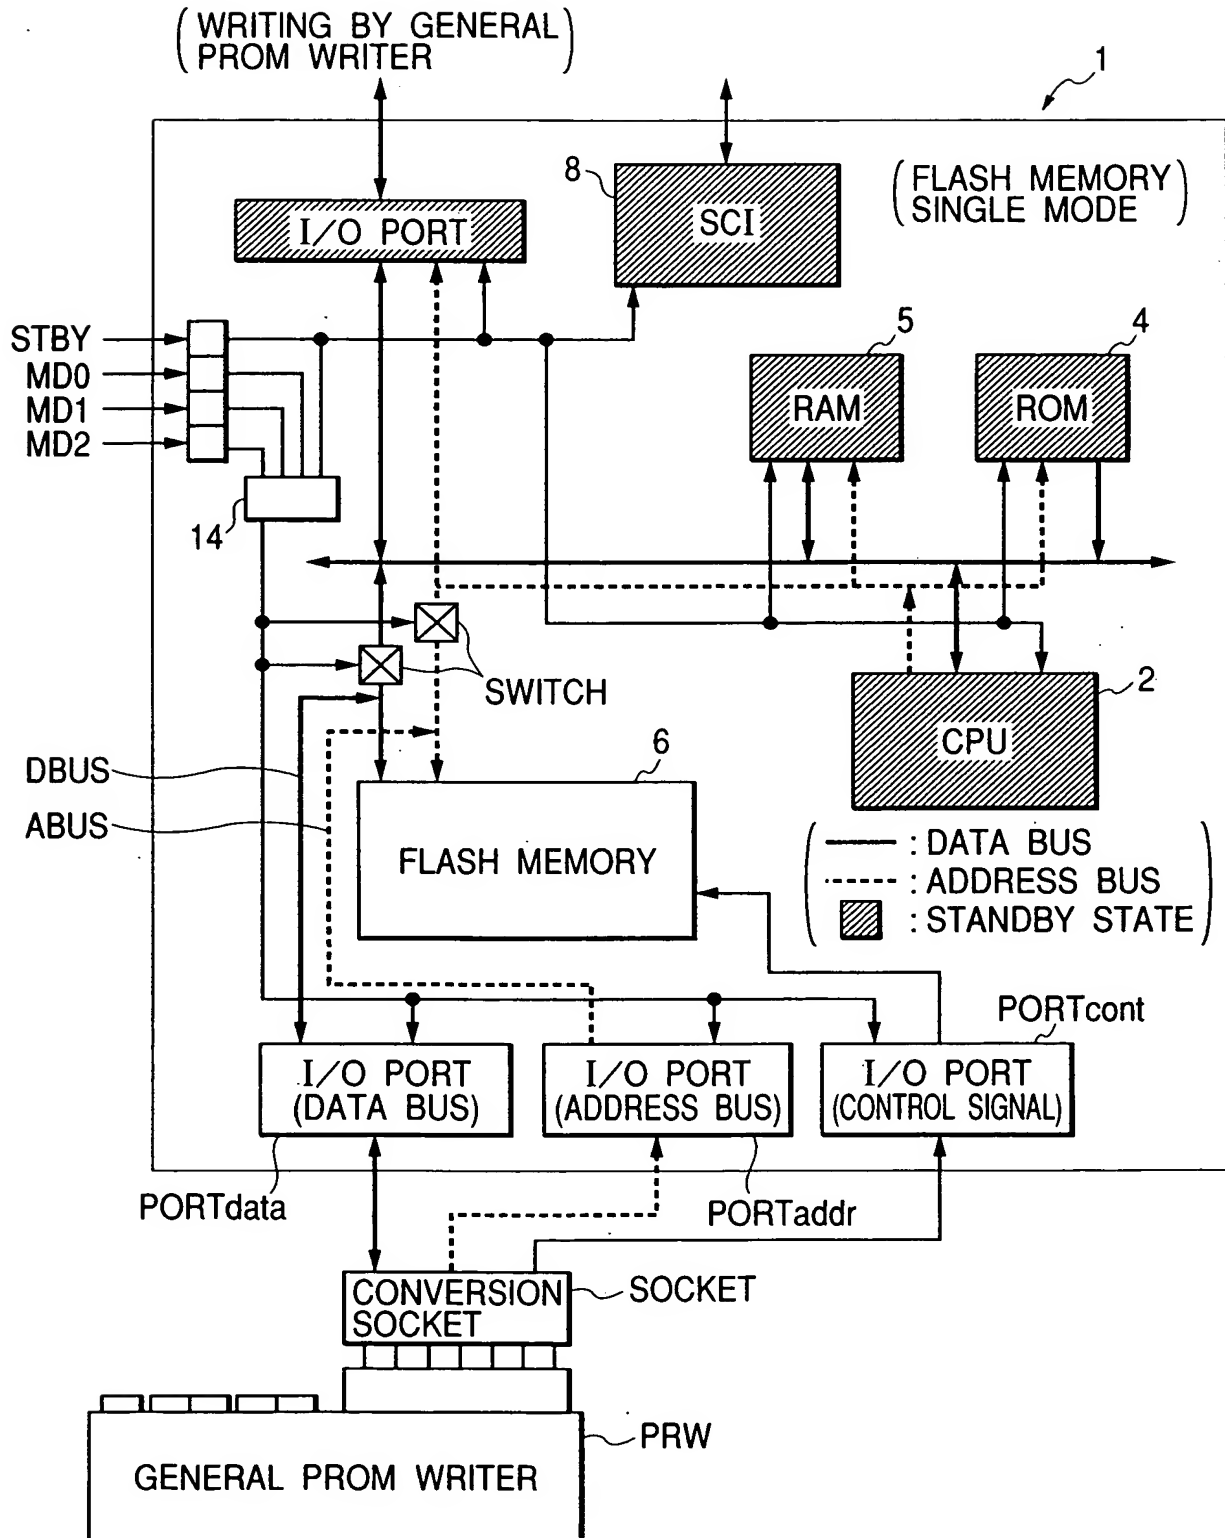 (WRITING BY GENERAL
PROM WRITER)
1
8
SCI
(FLASH MEMORY
SINGLE MODE)
I/O PORT
STBY
MD0
MD1
MD2
5
4
RAM
ROM
14
SWITCH
2
CPU
DBUS
ABUS
6
FLASH MEMORY
: DATA BUS
: ADDRESS BUS
: STANDBY STATE
PORTcont
I/O PORT
(DATA BUS)
I/O PORT
(ADDRESS BUS)
I/O PORT
(CONTROL SIGNAL)
PORTdata
PORTaddr
CONVERSION
SOCKET
SOCKET
PRW
GENERAL PROM WRITER